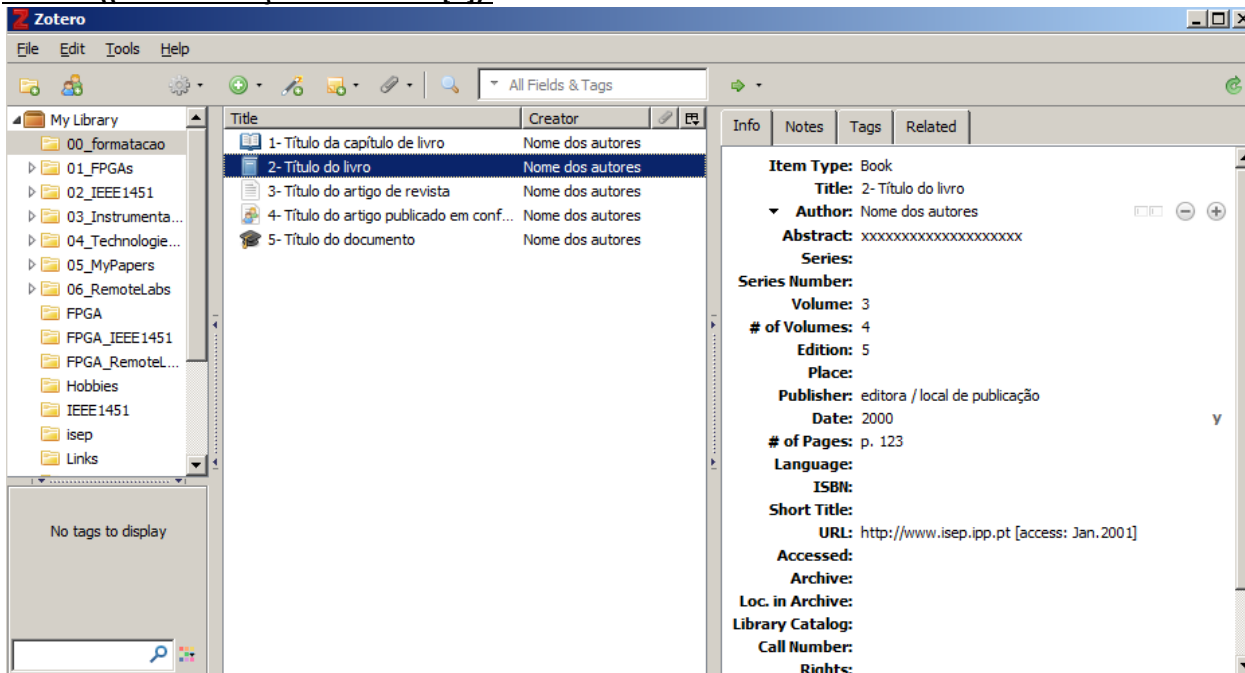 Zotero
File Edit Tools Help
All Fields & Tags
My Library
00_formatacao
01_FPGAs
02_IEEE1451
03_Instrumenta...
04_Technologie...
05_MyPapers
06_RemoteLabs
FPGA
FPGA_IEEE1451
FPGA_RemoteL...
Hobbies
IEEE1451
isep
Links
No tags to display
Title Creator
1- Título da capítulo de livro Nome dos autores
2- Título do livro Nome dos autores
3- Título do artigo de revista Nome dos autores
4- Título do artigo publicado em conf... Nome dos autores
5- Título do documento Nome dos autores
Info Notes Tags Related
Item Type: Book
Title: 2- Título do livro
Author: Nome dos autores
Abstract: xxxxxxxxxxxxxxxxxxxx
Series:
Series Number:
Volume: 3
# of Volumes: 4
Edition: 5
Place:
Publisher: editora / local de publicação
Date: 2000 y
# of Pages: p. 123
Language:
ISBN:
Short Title:
URL: http://www.isep.ipp.pt [access: Jan.2001]
Accessed:
Archive:
Loc. in Archive:
Library Catalog:
Call Number:
Rights: